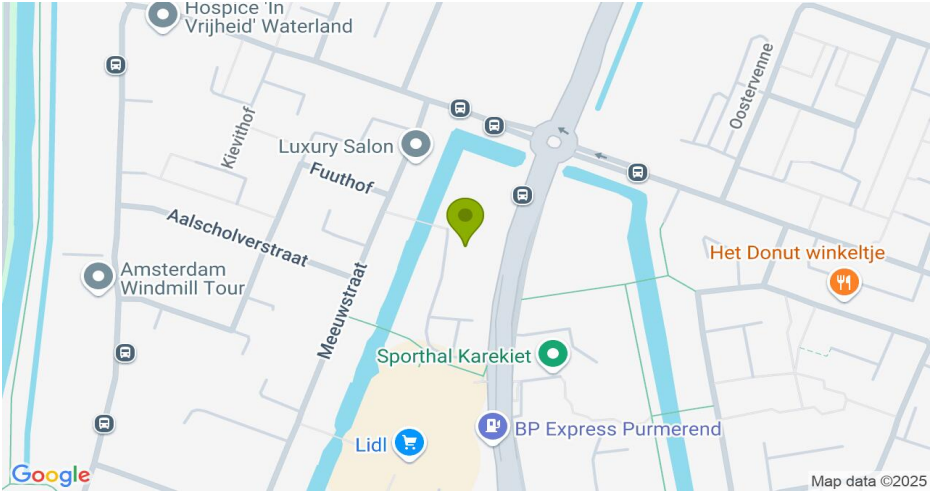 Hospice 'In
Vrijheid' Waterland
Oostervenne
Kievithof
Luxury Salon
Fuuthof
Aalscholverstraat
Het Donut winkeltje
Amsterdam
Windmill Tour
Meeuwstraat
Sporthal Karekiet
BP Express Purmerend
Lidl
Google
Map data ©2025